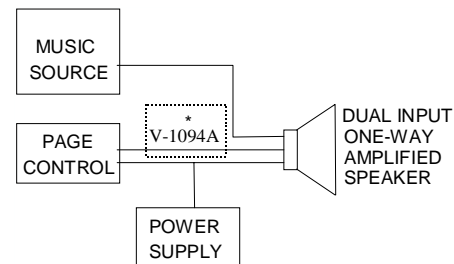 MUSIC
SOURCE
*
V-1094A
PAGE
CONTROL
DUAL INPUT
ONE-WAY
AMPLIFIED
SPEAKER
POWER
SUPPLY